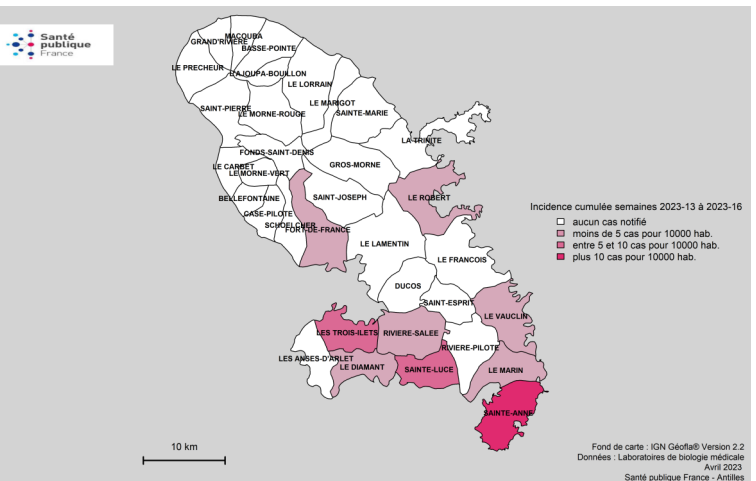 Santé
publique
France
MACOUBA
GRAND'RIVIERE
BASSE-POINTE
LE PRECHEUR
L'AJOUPA-BOUILLON
LE LORRAIN
LE MARIGOT
SAINT-PIERRE
LE MORNE-ROUGE
SAINTE-MARIE
LA TRINITE
FONDS-SAINT-DENIS
GROS-MORNE
LE CARBET
LE MORNE-VERT
BELLEFONTAINE
SAINT-JOSEPH
LE ROBERT
CASE-PILOTE
SCHOELCHER
FORT-DE-FRANCE
LE LAMENTIN
LE FRANCOIS
DUCOS
SAINT-ESPRIT
LE VAUCLIN
LES TROIS-ILETS
RIVIERE-SALEE
RIVIERE-PILOTE
LES ANSES-D'ARLET
LE DIAMANT
SAINTE-LUCE
LE MARIN
SAINTE-ANNE
Incidence cumulée semaines 2023-13 à 2023-16
aucun cas notifié
moins de 5 cas pour 10000 hab.
entre 5 et 10 cas pour 10000 hab.
plus 10 cas pour 10000 hab.
10 km
Fond de carte : IGN Géofla® Version 2.2
Données : Laboratoires de biologie médicale
Avril 2023
Santé publique France - Antilles